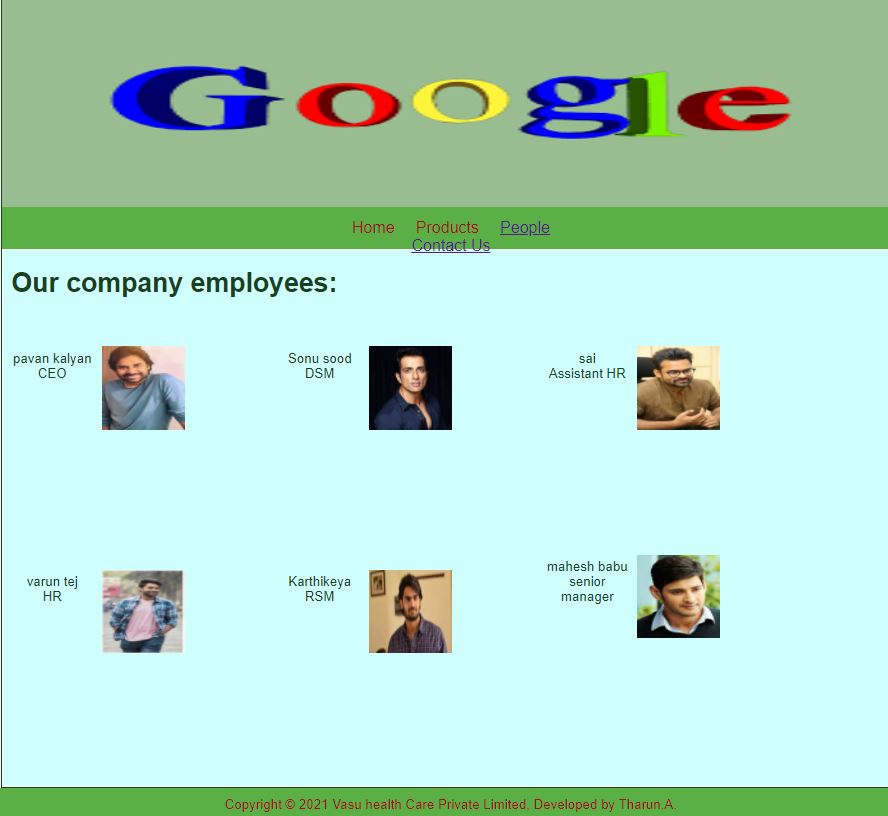 Google
Home Products People
Contact Us
Our company employees:
pavan kalyan
CEO
Sonu sood
DSM
sai
Assistant HR
varun tej
HR
Karthikeya
RSM
mahesh babu
senior
manager
Copyright © 2021 Vasu health Care Private Limited, Developed by Tharun.A.